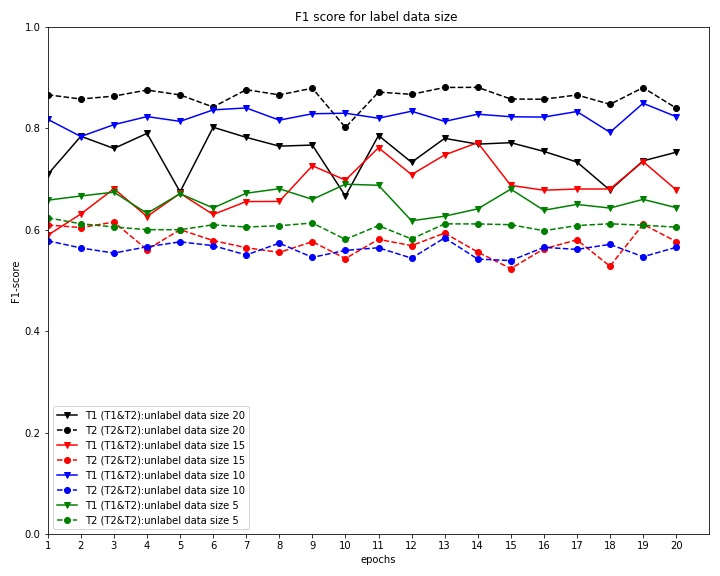 F1 score for label data size
1.0
0.8
0.6
0.4
0.2
0.0
F1-score
T1 (T1&T2):unlabel data size 20
T2 (T2&T2):unlabel data size 20
T1 (T1&T2):unlabel data size 15
T2 (T2&T2):unlabel data size 15
T1 (T1&T2):unlabel data size 10
T2 (T2&T2):unlabel data size 10
T1 (T1&T2):unlabel data size 5
T2 (T2&T2):unlabel data size 5
1 2 3 4 5 6 7 8 9 10 11 12 13 14 15 16 17 18 19 20
epochs